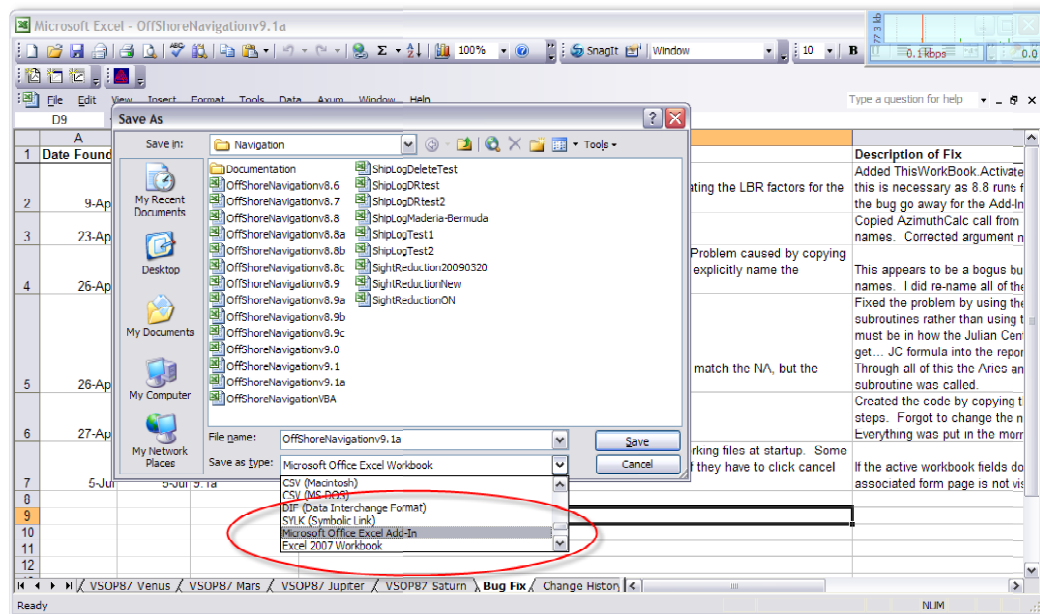 Microsoft Excel - OffShoreNavigationv9.1a
77.3 kb
0.1 kbps
0.0
100%
SnagIt
Window
10
B
File Edit View Insert Format Tools Data Axum Window Help
Type a question for help
D9
Save As
Save in:
Navigation
Tools
My Recent Documents
Desktop
My Documents
My Computer
My Network Places
Documentation
OffShoreNavigationv8.6
OffShoreNavigationv8.7
OffShoreNavigationv8.8
OffShoreNavigationv8.8a
OffShoreNavigationv8.8b
OffShoreNavigationv8.8c
OffShoreNavigationv8.9
OffShoreNavigationv8.9a
OffShoreNavigationv8.9b
OffShoreNavigationv8.9c
OffShoreNavigationv9.0
OffShoreNavigationv9.1
OffShoreNavigationv9.1a
OffShoreNavigationVBA
ShipLogDeleteTest
ShipLogDRtest
ShipLogDRtest2
ShipLogMaderia-Bermuda
ShipLogTest1
ShipLogTest2
SightReduction20090320
SightReductionNew
SightReductionON
File name:
OffShoreNavigationv9.1a
Save
Save as type:
Microsoft Office Excel Workbook
Cancel
CSV (Macintosh)
CSV (MS-DOS)
DIF (Data Interchange Format)
SYLK (Symbolic Link)
Microsoft Office Excel Add-In
Excel 2007 Workbook
A
1 Date Found
Description of Fix
2 9-Ap
ating the LBR factors for the
Added ThisWorkBook.Activate
this is necessary as 8.8 runs f
the bug go away for the Add-In
3 23-Ap
Copied AzimuthCalc call from
names. Corrected argument n
4 26-Ap
Problem caused by copying
explicitly name the
This appears to be a bogus bu
names. I did re-name all of the
5 26-Ap
match the NA, but the
Fixed the problem by using the
subroutines rather than using t
must be in how the Julian Cen
get... JC formula into the repor
Through all of this the Aries an
subroutine was called.
6 27-Ap
Created the code by copying t
steps. Forgot to change the n
Everything was put in the morr
7 5-Jul 5-Jul 9.1a
rking files at startup. Some
f they have to click cancel
If the active workbook fields do
associated form page is not vis
8
9
10
11
12
VSOP87 Venus VSOP87 Mars VSOP87 Jupiter VSOP87 Saturn Bug Fix Change History
Ready
NUM